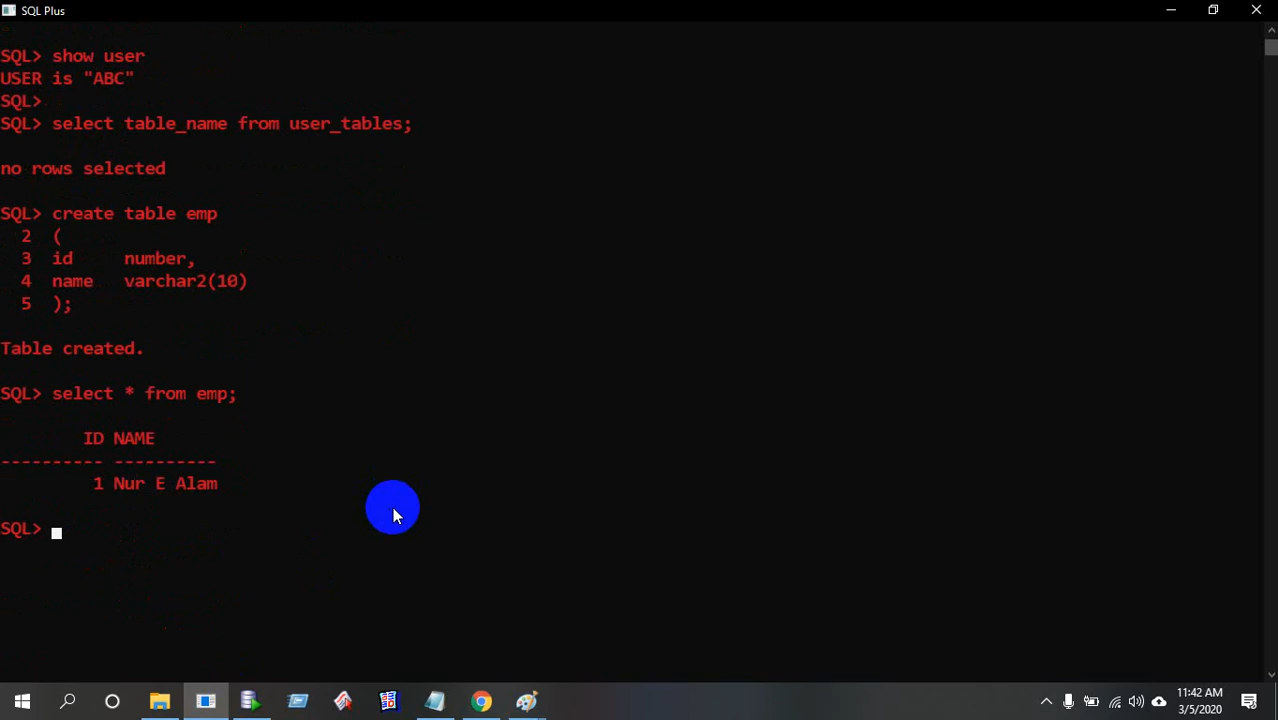 SQL Plus
SQL> show user
USER is "ABC"
SQL>
SQL> select table_name from user_tables;
no rows selected
SQL> create table emp
2 (
3 id number,
4 name varchar2(10)
5 );
Table created.
SQL> select * from emp;
ID NAME
---------- ----------
1 Nur E Alam
SQL>
11:42 AM
3/5/2020